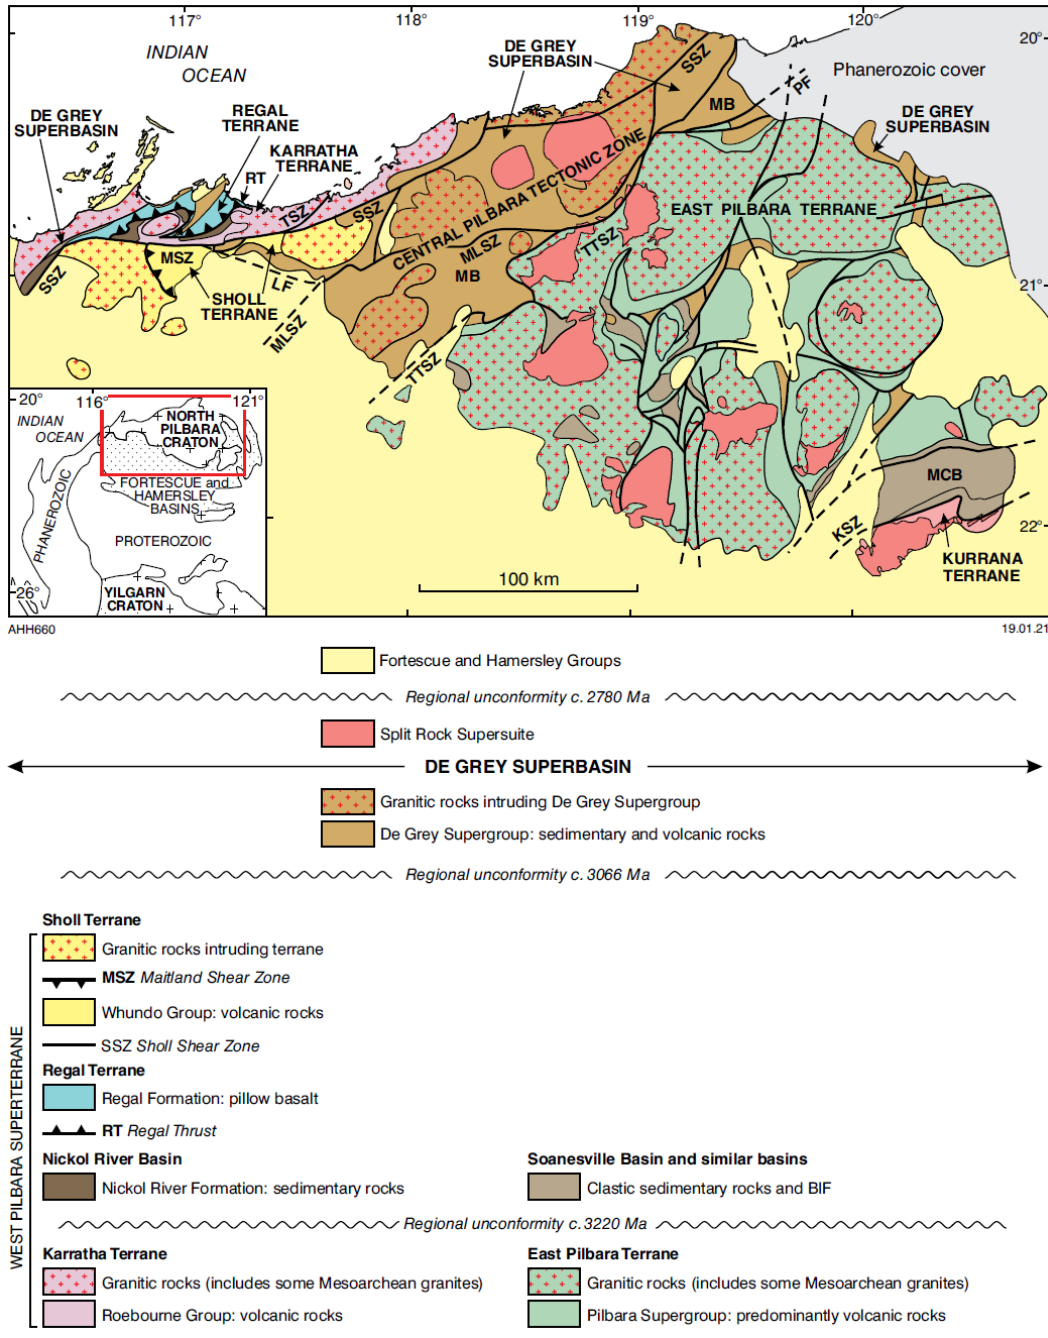 117°
118°
119°
120°
20°
INDIAN
OCEAN
DE GREY
SUPERBASIN
SSZ
Phanerozoic cover
PF
MB
DE GREY
SUPERBASIN
REGAL
TERRANE
DE GREY
SUPERBASIN
KARRATHA
TERRANE
RT
TSZ
SSZ
CENTRAL PILBARA TECTONIC ZONE
EAST PILBARA TERRANE
MLSZ
TTSZ
MSZ
MB
SSZ
LF
SHOLL
TERRANE
21°
MLSZ
TTSZ
20°
116°
121°
INDIAN
OCEAN
NORTH
PILBARA
CRATON
FORTESCUE and
HAMERSLEY
BASINS
PHANEROZOIC
PROTEROZOIC
26°
YILGARN
CRATON
MCB
KSZ
22°
KURRANA
TERRANE
100 km
AHH660
19.01.21
Fortescue and Hamersley Groups
Regional unconformity c. 2780 Ma
Split Rock Supersuite
DE GREY SUPERBASIN
Granitic rocks intruding De Grey Supergroup
De Grey Supergroup: sedimentary and volcanic rocks
Regional unconformity c. 3066 Ma
WEST PILBARA SUPERTERRANE
Sholl Terrane
Granitic rocks intruding terrane
MSZ Maitland Shear Zone
Whundo Group: volcanic rocks
SSZ Sholl Shear Zone
Regal Terrane
Regal Formation: pillow basalt
RT Regal Thrust
Nickol River Basin
Nickol River Formation: sedimentary rocks
Soanesville Basin and similar basins
Clastic sedimentary rocks and BIF
Regional unconformity c. 3220 Ma
Karratha Terrane
Granitic rocks (includes some Mesoarchean granites)
Roebourne Group: volcanic rocks
East Pilbara Terrane
Granitic rocks (includes some Mesoarchean granites)
Pilbara Supergroup: predominantly volcanic rocks